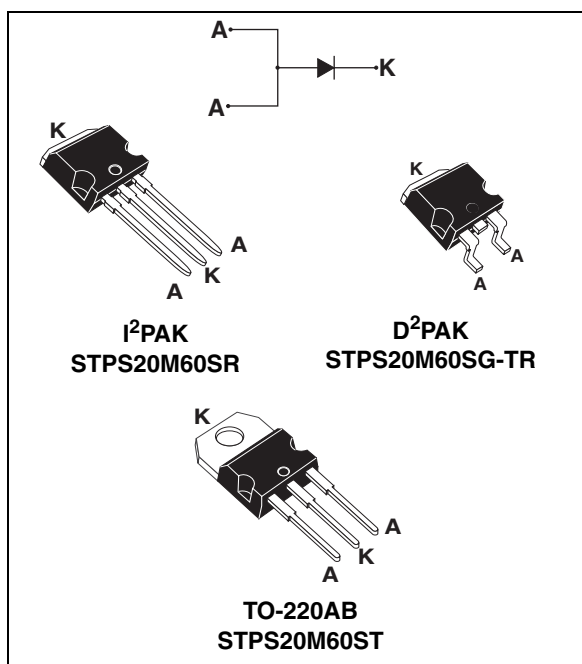 A
K
A
K
K
A
K
A
A
A
I²PAK
STPS20M60SR
D²PAK
STPS20M60SG-TR
K
A
K
A
TO-220AB
STPS20M60ST